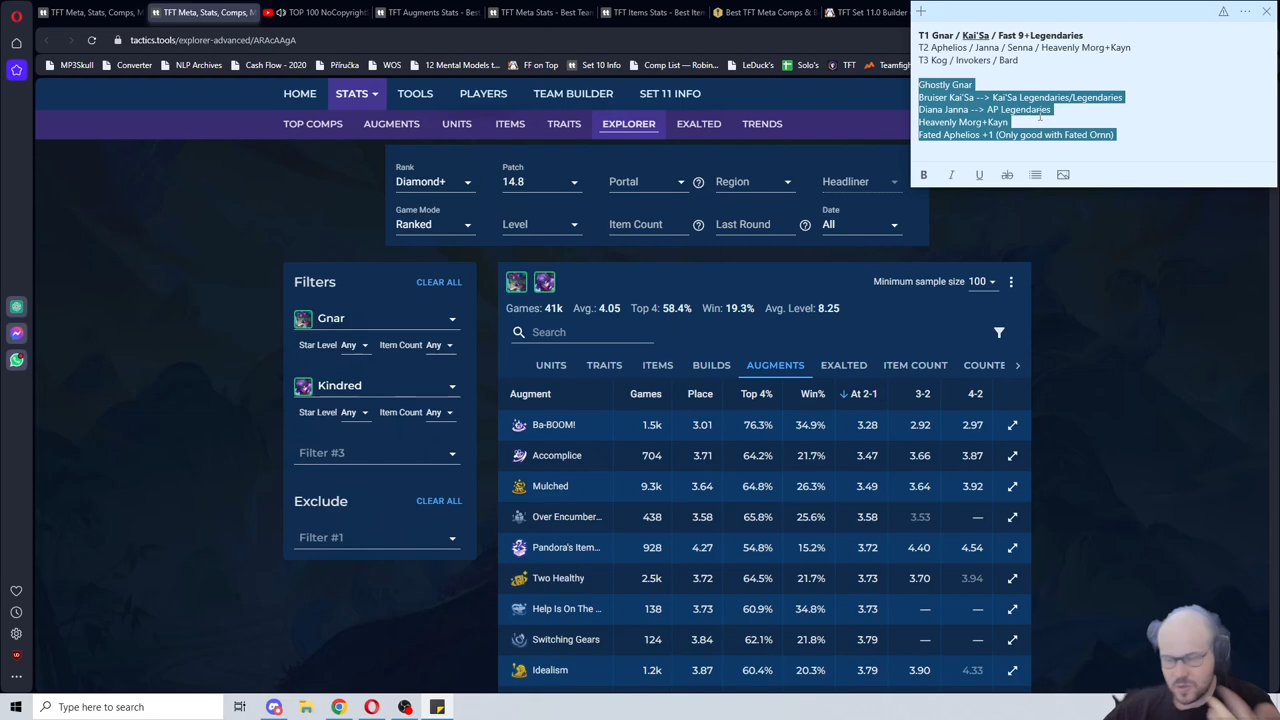 TFT Meta, Stats, Comps, M
TFT Meta, Stats, Comps, M
TOP 100 NoCopyright
TFT Augments Stats - Best
TFT Meta Stats - Best Tea
TFT Items Stats - Best Ite
TFT Meta Comps & B
TFT Set 11.0 Builder
tactics.tools/explorer-advanced/ARAcAAgA
MP3Skull
Converter
NLP Archives
Cash Flow - 2020
Příručka
WOS
12 Mental models t...
FF on Top
Set 10 Info
Comp List — Robin...
LeDuck
Solo's
TFT
Teamfig
T1 Gnar / Kai'Sa / Fast 9+Legendaries
T2 Aphelios / Janna / Senna / Heavenly Morg+Kayn
T3 Kog / Invokers / Bard
Ghostly Gnar
Bruiser Kai'Sa --> Kai'Sa Legendaries/Legendaries
Diana Janna --> AP Legendaries
Heavenly Morg+Kayn
Fated Aphelios +1 (Only good with Fated Ornn)
B I U ab
HOME STATS TOOLS PLAYERS TEAM BUILDER SET 11 INFO
TEAM COMPS AUGMENTS UNITS ITEMS TRAITS EXPLORER EXALTED TRENDS
Rank Patch
Diamond+ 14.8 Portal Region Headliner
Game Mode Date
Ranked Level Item Count Last Round All
Filters CLEAR ALL
Gnar
Star Level Any Item Count Any
Kindred
Star Level Any Item Count Any
Filter #3
Exclude CLEAR ALL
Filter #1
Minimum sample size 100
Games: 41k Avg.: 4.05 Top 4: 58.4% Win: 19.3% Avg. Level: 8.25
Search
UNITS TRAITS ITEMS BUILDS AUGMENTS EXALTED ITEM COUNT COUNTE
Augment Games Place Top 4% Win% At 2-1 3-2 4-2
Ba-BOOM! 1.5k 3.01 76.3% 34.9% 3.28 2.92 2.97
Accomplice 704 3.71 64.2% 21.7% 3.47 3.66 3.87
Mulched 9.3k 3.64 64.8% 26.3% 3.49 3.64 3.92
Over Encumber... 438 3.58 65.8% 25.6% 3.58 3.53 —
Pandora's Item... 928 4.27 54.8% 15.2% 3.72 4.40 4.54
Two Healthy 2.5k 3.72 64.5% 21.7% 3.73 3.70 3.94
Help Is On The ... 138 3.73 60.9% 34.8% 3.73 — —
Switching Gears 124 3.84 62.1% 21.8% 3.79 — —
Idealism 1.2k 3.87 60.4% 20.3% 3.79 3.90 4.33
Type here to search